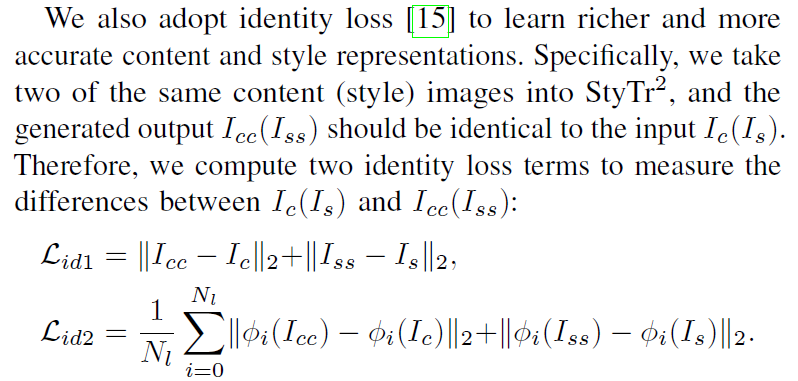 We also adopt identity loss [15] to learn richer and more
accurate content and style representations. Specifically, we take
two of the same content (style) images into StyTr², and the
generated output I_{cc}(I_{ss}) should be identical to the input I_c(I_s).
Therefore, we compute two identity loss terms to measure the
differences between I_c(I_s) and I_{cc}(I_{ss}):
\mathcal{L}_{id1} = \|I_{cc} - I_c\|_2 + \|I_{ss} - I_s\|_2,
\mathcal{L}_{id2} = \frac{1}{N_l} \sum_{i=0}^{N_l} \|\phi_i(I_{cc}) - \phi_i(I_c)\|_2 + \|\phi_i(I_{ss}) - \phi_i(I_s)\|_2.